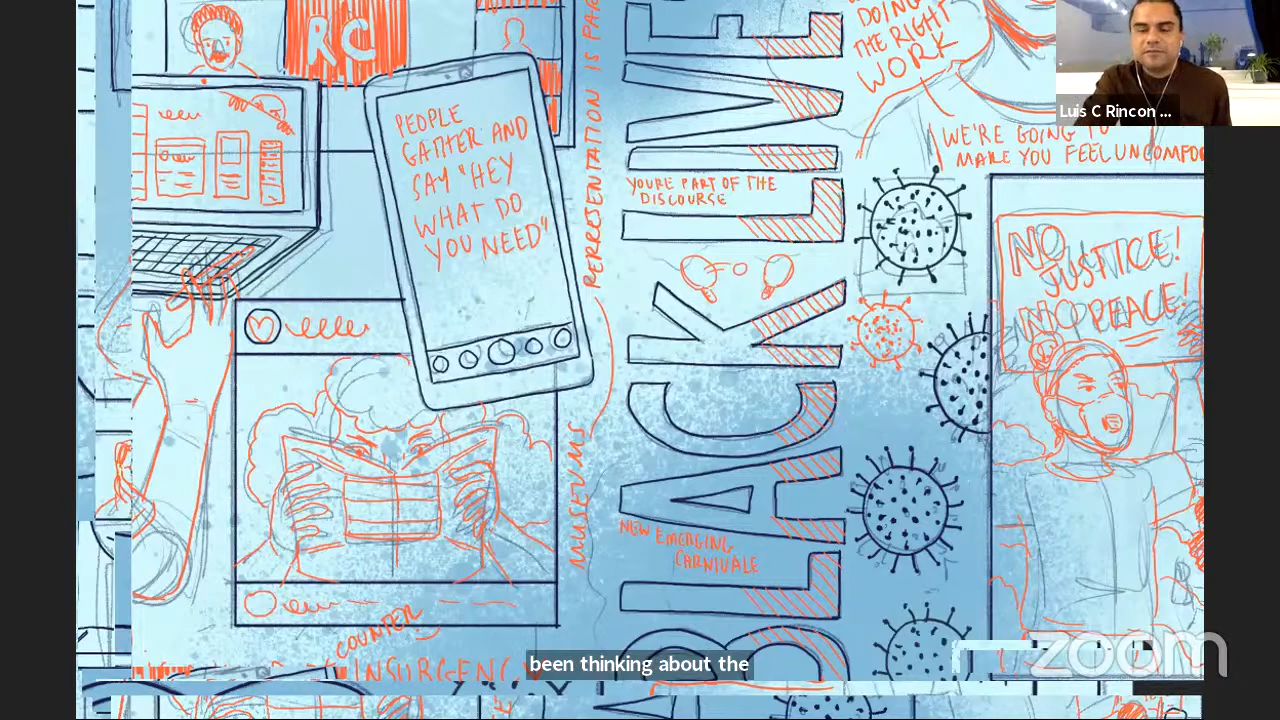 RC
PEOPLE
GATHER AND
SAY "HEY
WHAT DO
YOU NEED"
REPRESENTATION IS PAR
MUSEUMS
BLACK LIVE
YOURE PART OF THE
DISCOURSE
NEW EMERGING
CARNIVALE
COUNTER
INSURGENCY
DOING
THE RIGHT
WORK
WE'RE GOING TO
MAKE YOU FEEL UNCOMFO
NO
JUSTICE!
NO PEACE!
Luis C Rincon ...
been thinking about the
zoom